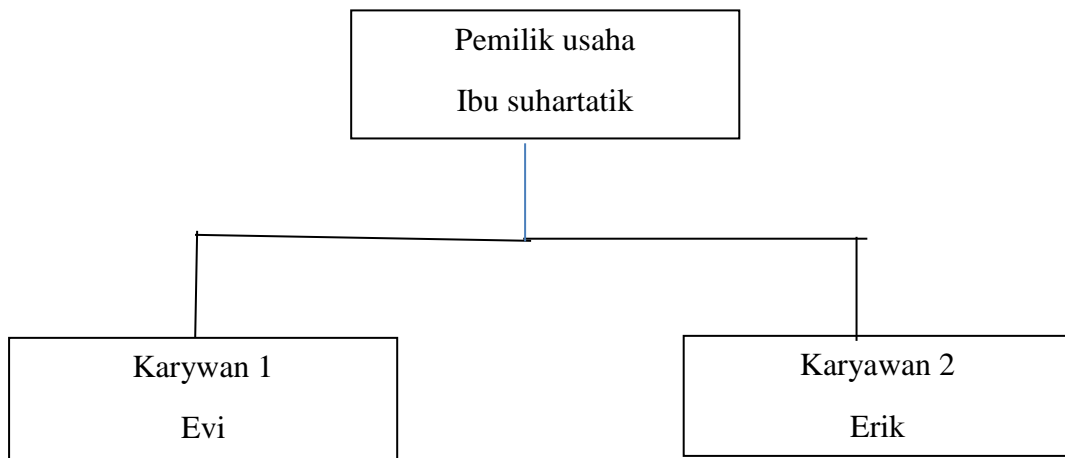 Pemilik usaha
Ibu suhartatik
Karywan 1
Evi
Karyawan 2
Erik